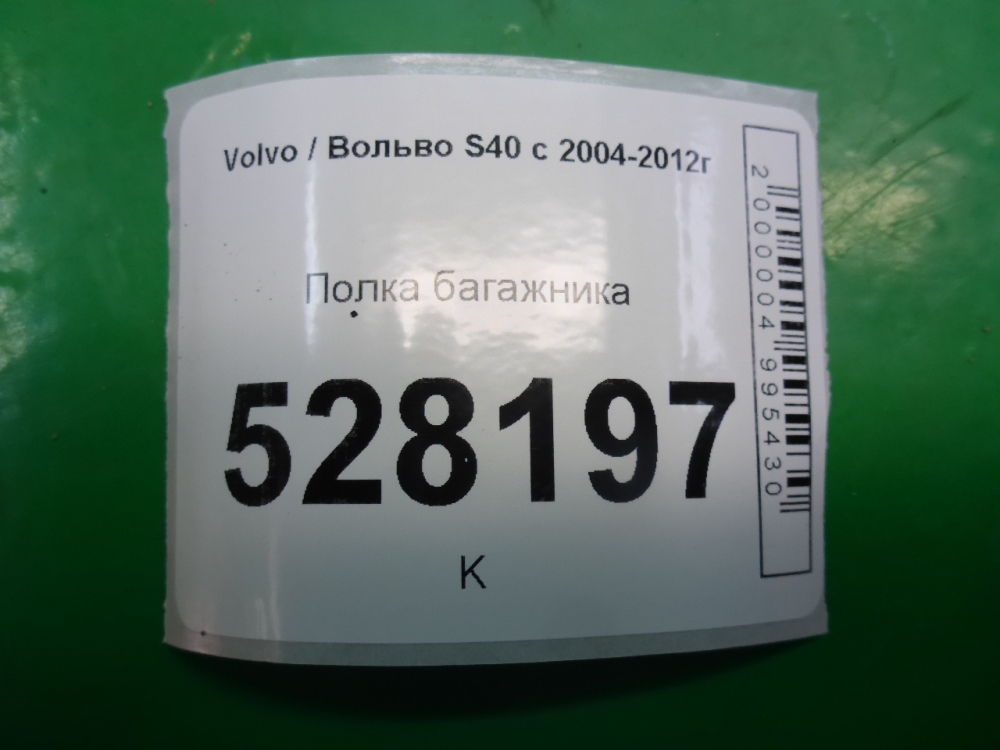 Volvo / Вольво S40 с 2004-2012г
Полка багажника
528197
К
2000004995430